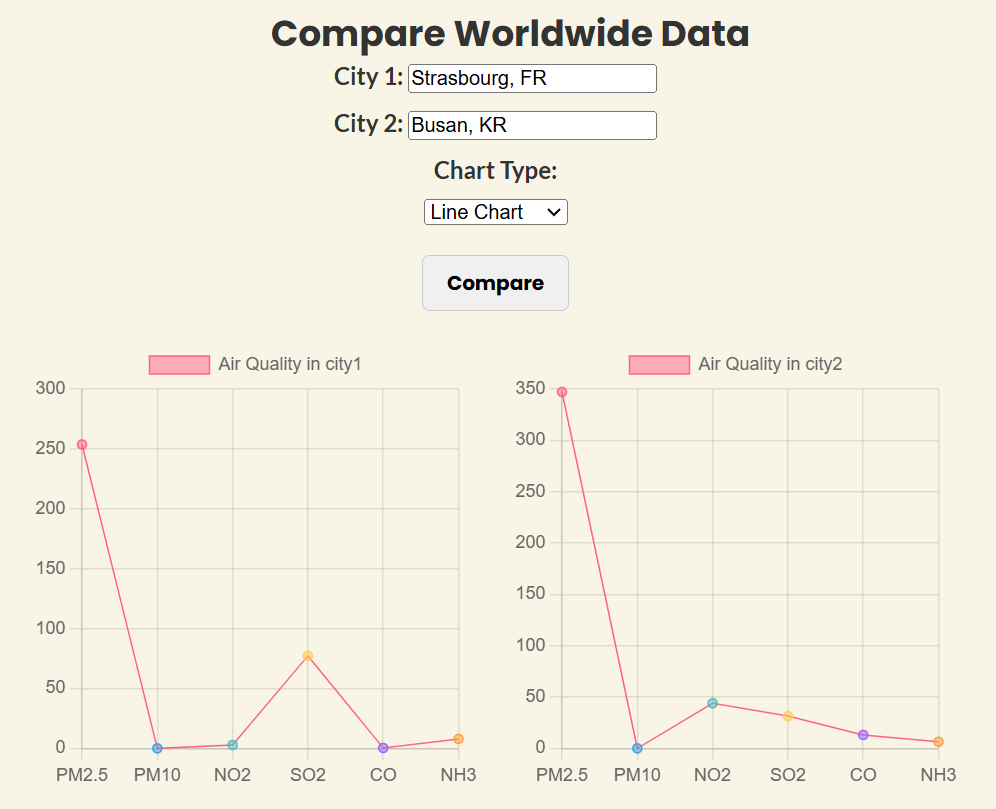 Compare Worldwide Data
City 1: Strasbourg, FR
City 2: Busan, KR
Chart Type:
Line Chart
Compare
Air Quality in city1
300
250
200
150
100
50
0
PM2.5 PM10 NO2 SO2 CO NH3
Air Quality in city2
350
300
250
200
150
100
50
0
PM2.5 PM10 NO2 SO2 CO NH3